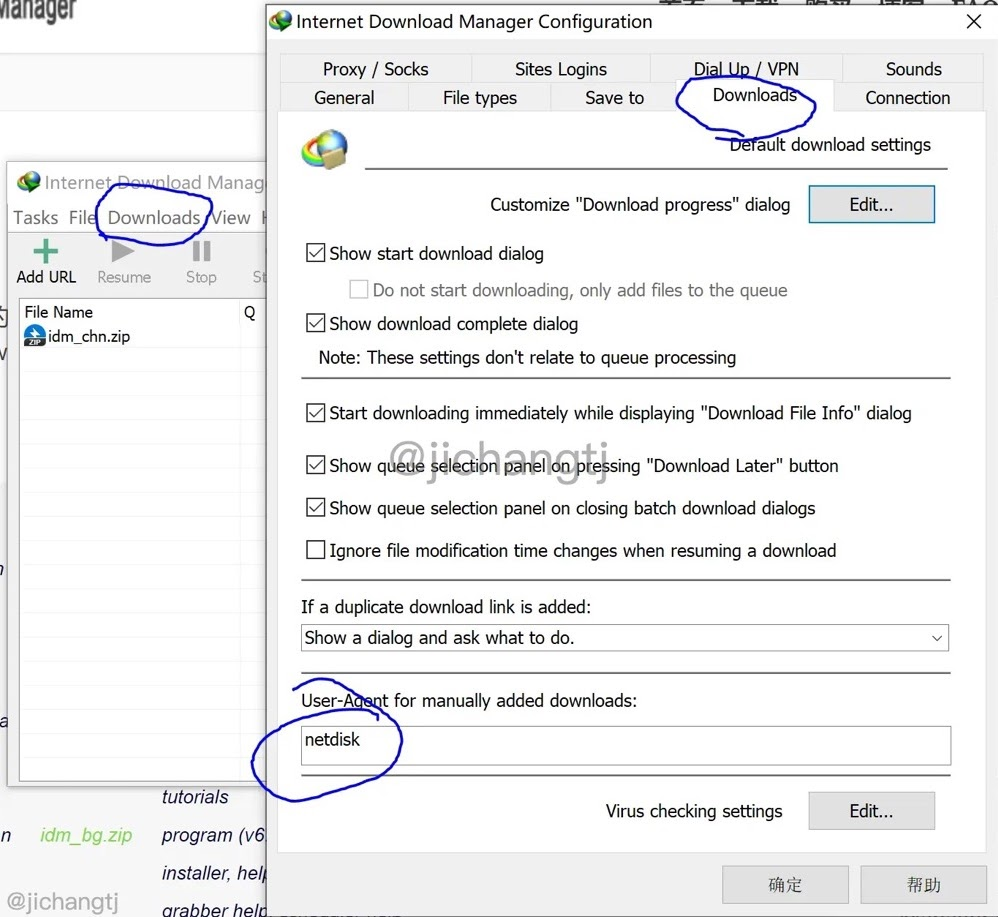 Manager
Internet Download Manager Configuration
Proxy / Socks
Sites Logins
Dial Up / VPN
Sounds
General
File types
Save to
Downloads
Connection
Default download settings
Customize "Download progress" dialog
Edit...
Show start download dialog
Do not start downloading, only add files to the queue
Show download complete dialog
Note: These settings don't relate to queue processing
Start downloading immediately while displaying "Download File Info" dialog
Show queue selection panel on pressing "Download Later" button
Show queue selection panel on closing batch download dialogs
Ignore file modification time changes when resuming a download
If a duplicate download link is added:
Show a dialog and ask what to do.
User-Agent for manually added downloads:
netdisk
Virus checking settings
Edit...
确定
帮助
Internet Download Manage
Tasks File Downloads View H
Add URL
Resume
Stop
St
File Name
Q
idm_chn.zip
ZIP
tutorials
n idm_bg.zip program (v6.
installer, help
grabber help
@jichangtj
@jichangtj